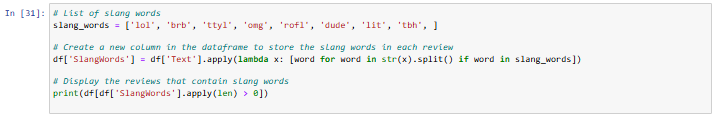 In [31]:
# List of slang words
slang_words = ['lol', 'brb', 'ttyl', 'omg', 'rofl', 'dude', 'lit', 'tbh', ]
# Create a new column in the dataframe to store the slang words in each review
df['SlangWords'] = df['Text'].apply(lambda x: [word for word in str(x).split() if word in slang_words])
# Display the reviews that contain slang words
print(df[df['SlangWords'].apply(len) > 0])